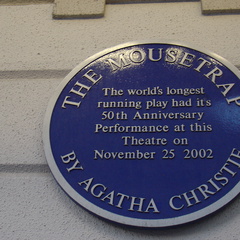 THE MOUSETRAP
The world's longest
running play had it's
50th Anniversary
Performance at this
Theatre on
November 25 2002
BY AGATHA CHRISTIE